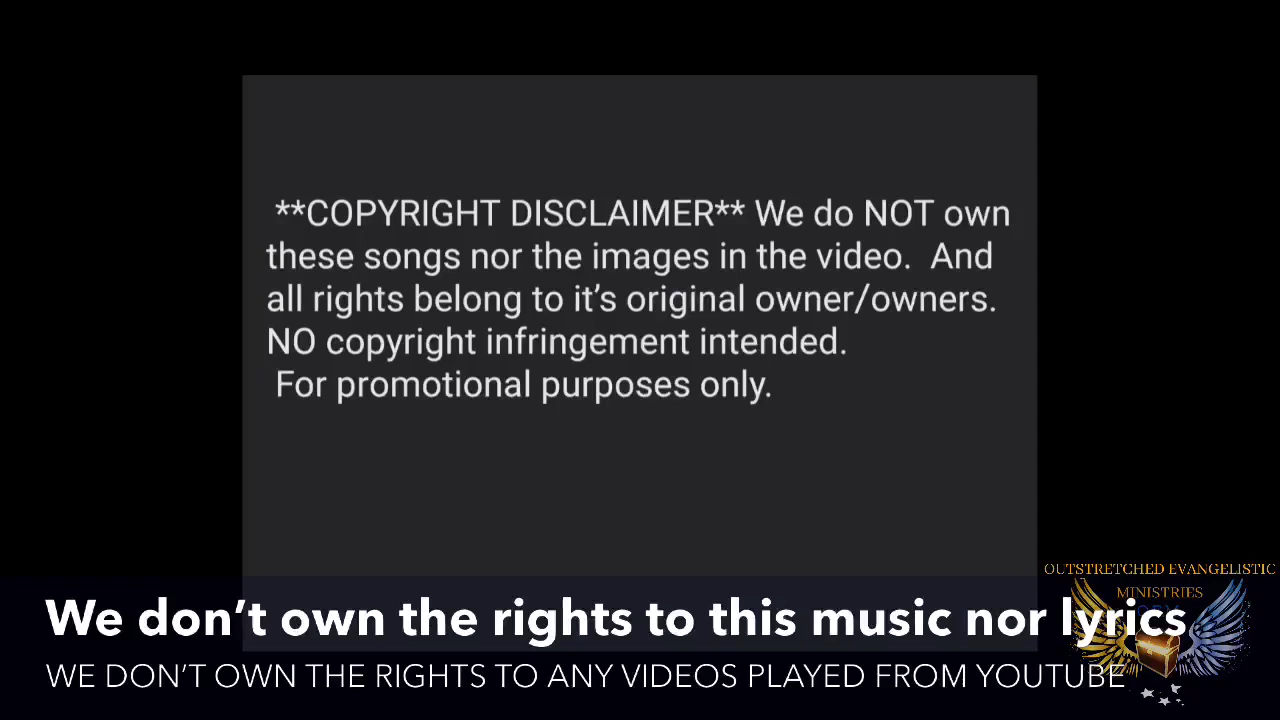 **COPYRIGHT DISCLAIMER** We do NOT own
these songs nor the images in the video.  And
all rights belong to it’s original owner/owners.
NO copyright infringement intended.
For promotional purposes only.
OUTSTRETCHED EVANGELISTIC
MINISTRIES
We don’t own the rights to this music nor lyrics
WE DON’T OWN THE RIGHTS TO ANY VIDEOS PLAYED FROM YOUTUBE